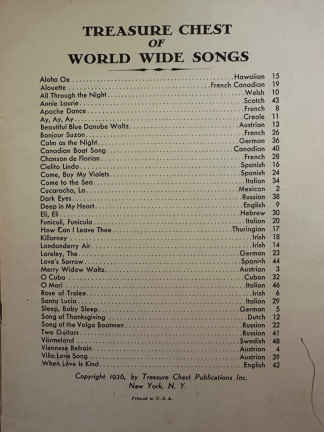 TREASURE CHEST
OF
WORLD WIDE SONGS
Aloha Oe Hawaiian 15
Alouette French Canadian 19
All Through the Night Welsh 10
Annie Laurie Scotch 43
Apache Dance French 8
Ay, Ay, Ay Creole 11
Beautiful Blue Danube Waltz Austrian 13
Bonjour Suzon French 26
Calm as the Night German 36
Canadian Boat Song Canadian 40
Chanson de Florian French 28
Cielito Lindo Spanish 16
Come, Buy My Violets Spanish 24
Come to the Sea Italian 34
Cucaracha, La Mexican 2
Dark Eyes Russian 38
Deep in My Heart English 9
Eli, Eli Hebrew 30
Funiculi, Funicula Italian 20
How Can I Leave Thee Thuringian 17
Killarney Irish 18
Londonderry Air Irish 14
Loreley, The German 23
Love's Sorrow Spanish 44
Merry Widow Waltz Austrian 3
O Cuba Cuban 32
O Mari Italian 46
Rose of Tralee Irish 6
Santa Lucia Italian 29
Sleep, Baby Sleep German 5
Song of Thanksgiving Dutch 12
Song of the Volga Boatmen Russian 22
Two Guitars Russian 41
Värmeland Swedish 48
Viennese Refrain Austrian 4
Vilia Love Song Austrian 39
When Love is Kind English 42
Copyright 1936, by Treasure Chest Publications Inc.
New York, N. Y.
Printed in U. S. A.